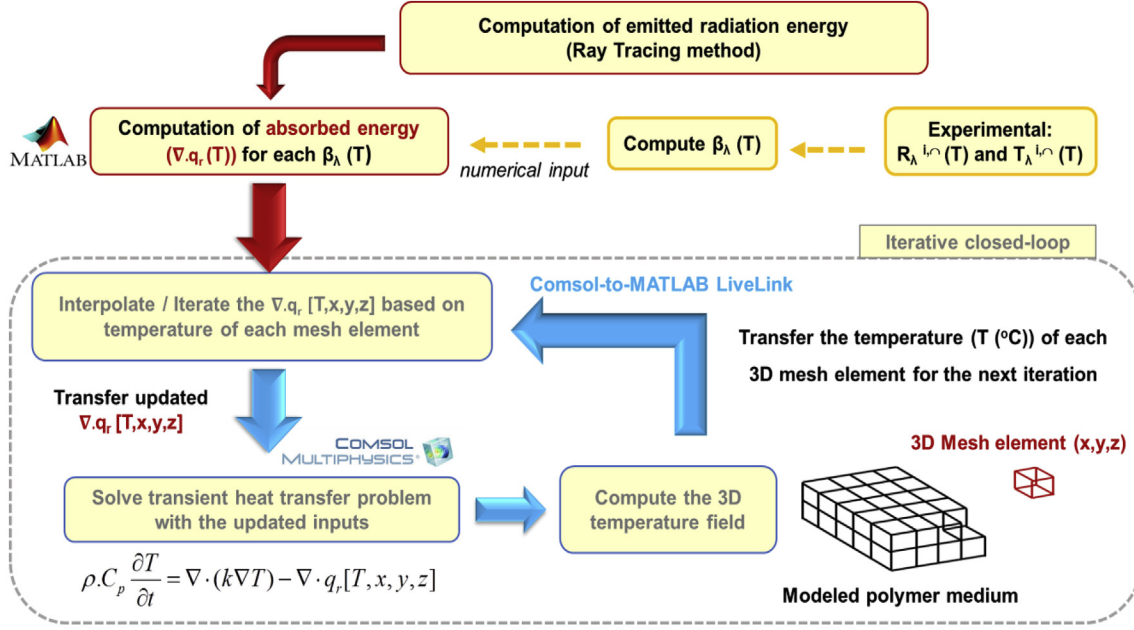 Computation of emitted radiation energy
(Ray Tracing method)
MATLAB
Computation of absorbed energy
(∇.qᵣ (T)) for each βλ (T)
numerical input
Compute βλ (T)
Experimental:
Rλ ⁱ,∩ (T) and Tλ ⁱ,∩ (T)
Iterative closed-loop
Interpolate / Iterate the ∇.qᵣ [T,x,y,z] based on
temperature of each mesh element
Comsol-to-MATLAB LiveLink
Transfer the temperature (T (ºC)) of each
3D mesh element for the next iteration
Transfer updated
∇.qᵣ [T,x,y,z]
COMSOL
MULTIPHYSICS®
Solve transient heat transfer problem
with the updated inputs
Compute the 3D
temperature field
3D Mesh element (x,y,z)
ρ.Cₚ ∂T/∂t = ∇·(k∇T) − ∇·qᵣ[T, x, y, z]
Modeled polymer medium